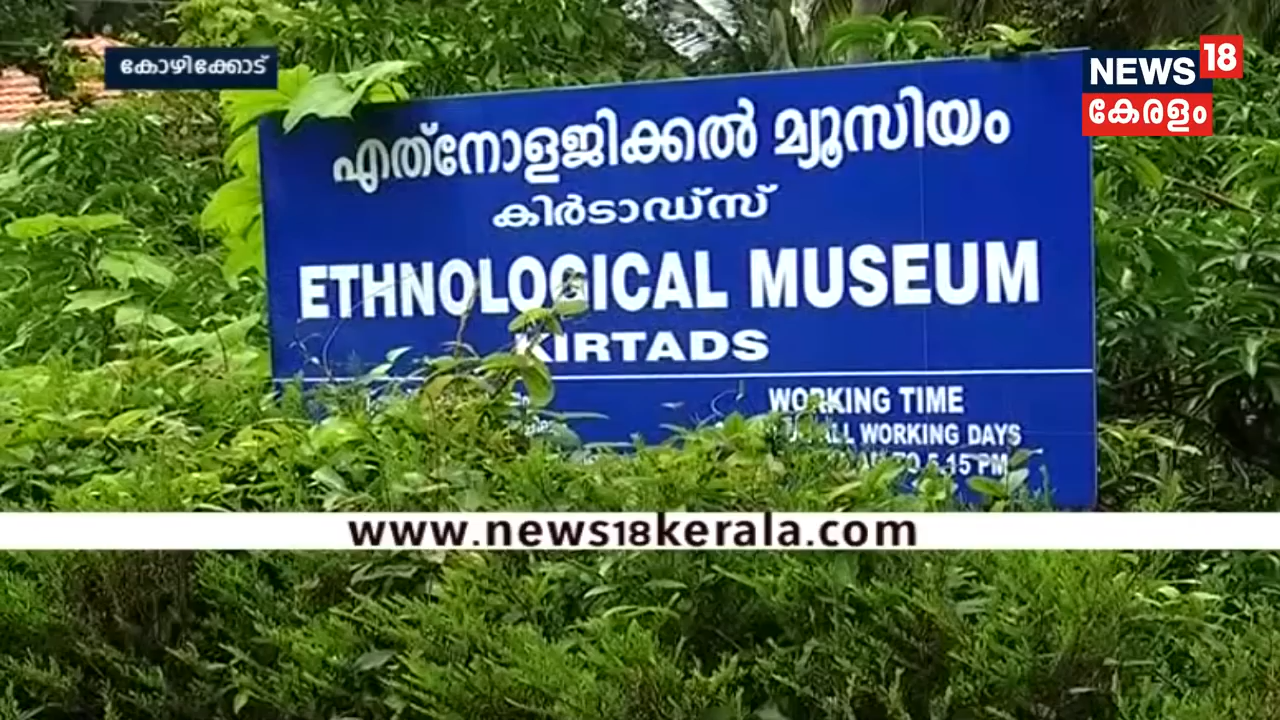 കോഴിക്കോട്
NEWS 18
കേരളം
എത്നോളജിക്കൽ മ്യൂസിയം
കിർടാഡ്സ്
ETHNOLOGICAL MUSEUM
KIRTADS
WORKING TIME
ALL WORKING DAYS
TO 5.15 PM
www.news18kerala.com